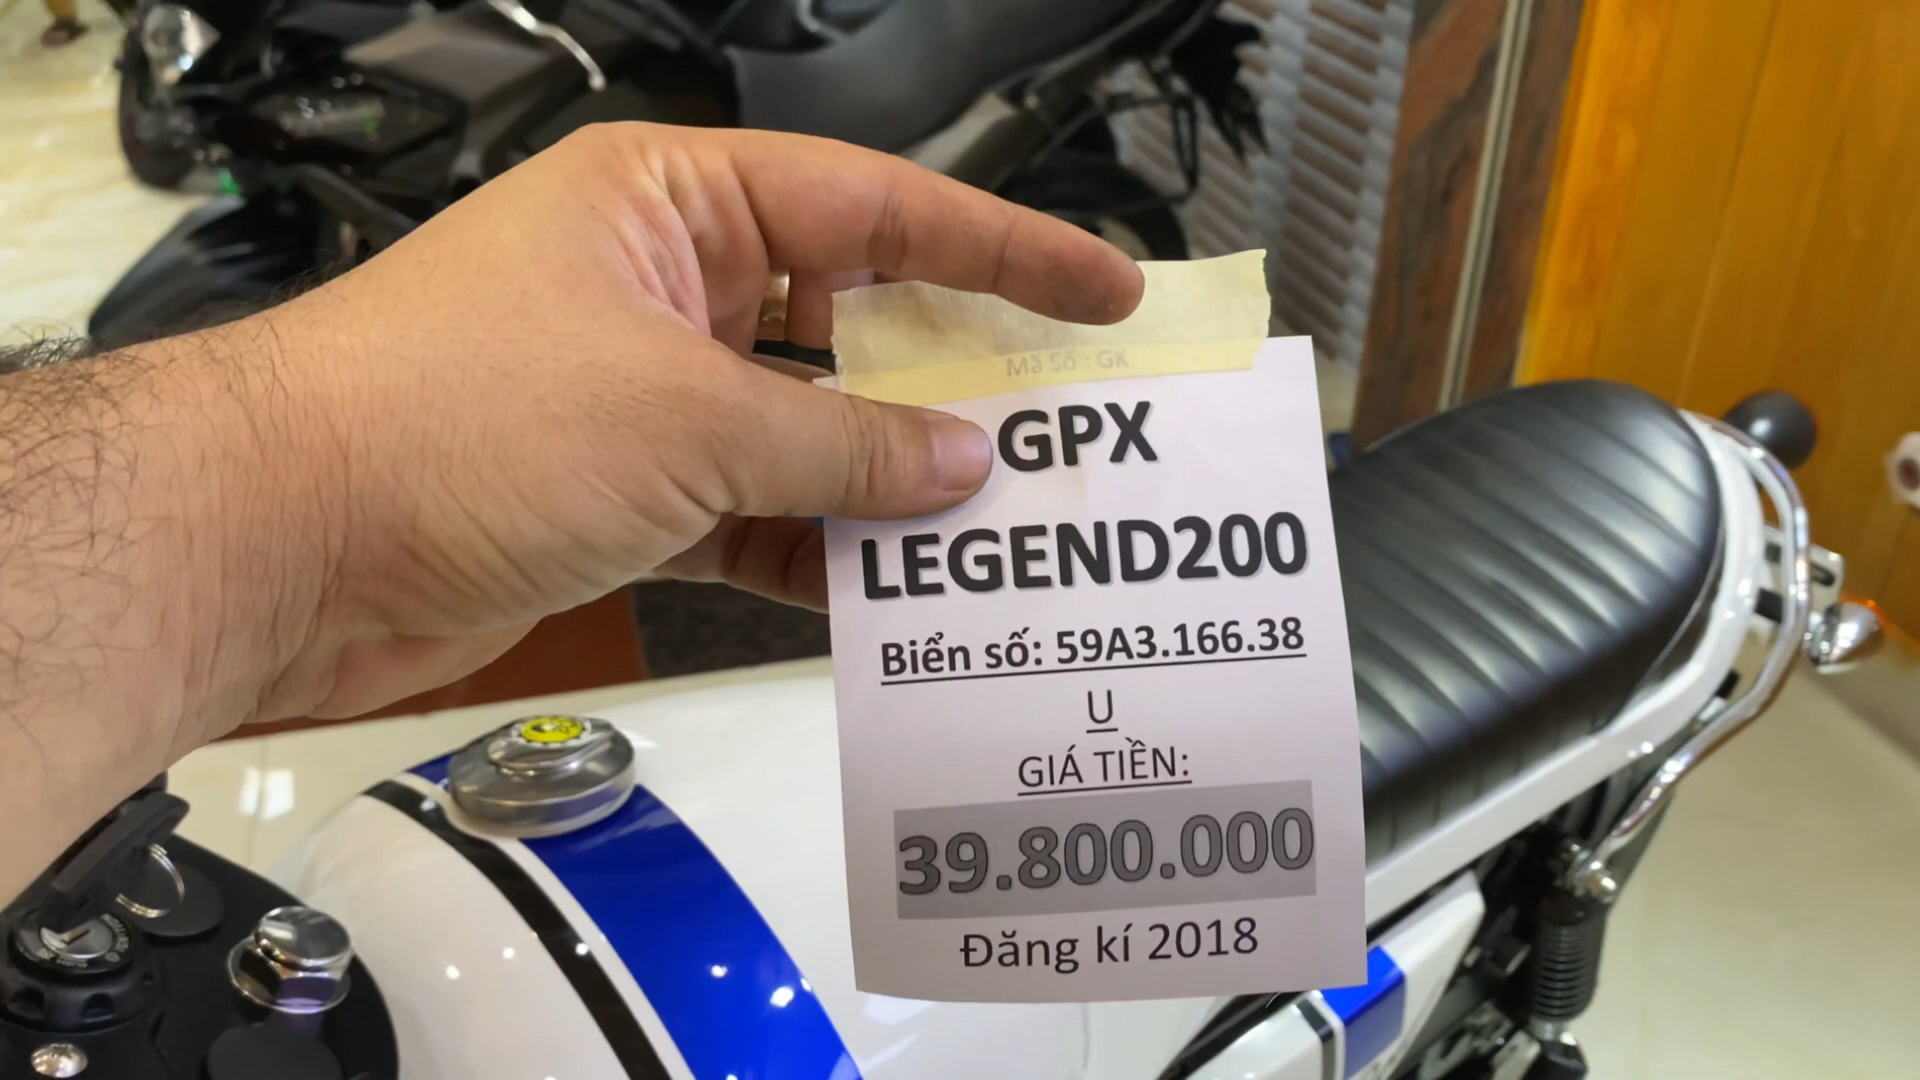 Mã Số : GK
GPX
LEGEND200
Biển số: 59A3.166.38
U
GIÁ TIỀN:
39.800.000
Đăng kí 2018